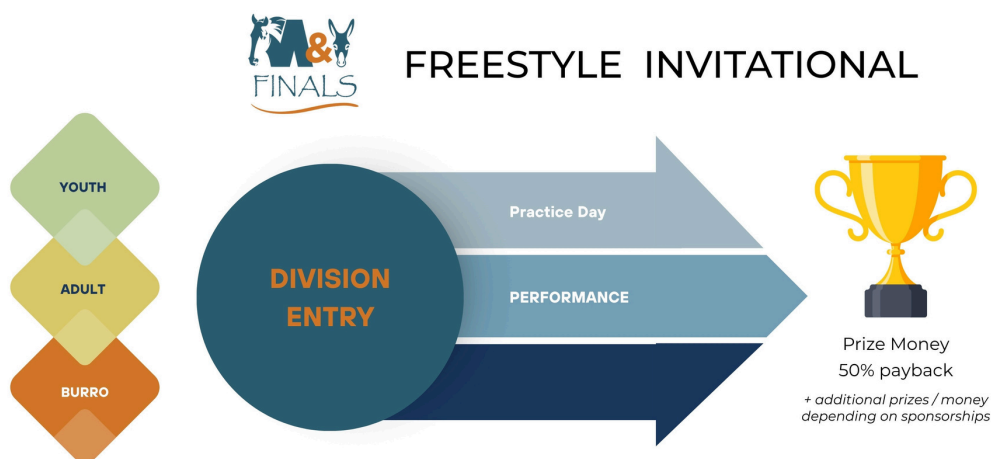 M&
FINALS
FREESTYLE INVITATIONAL
YOUTH
ADULT
BURRO
DIVISION
ENTRY
Practice Day
PERFORMANCE
Prize Money
50% payback
+ additional prizes / money
depending on sponsorships